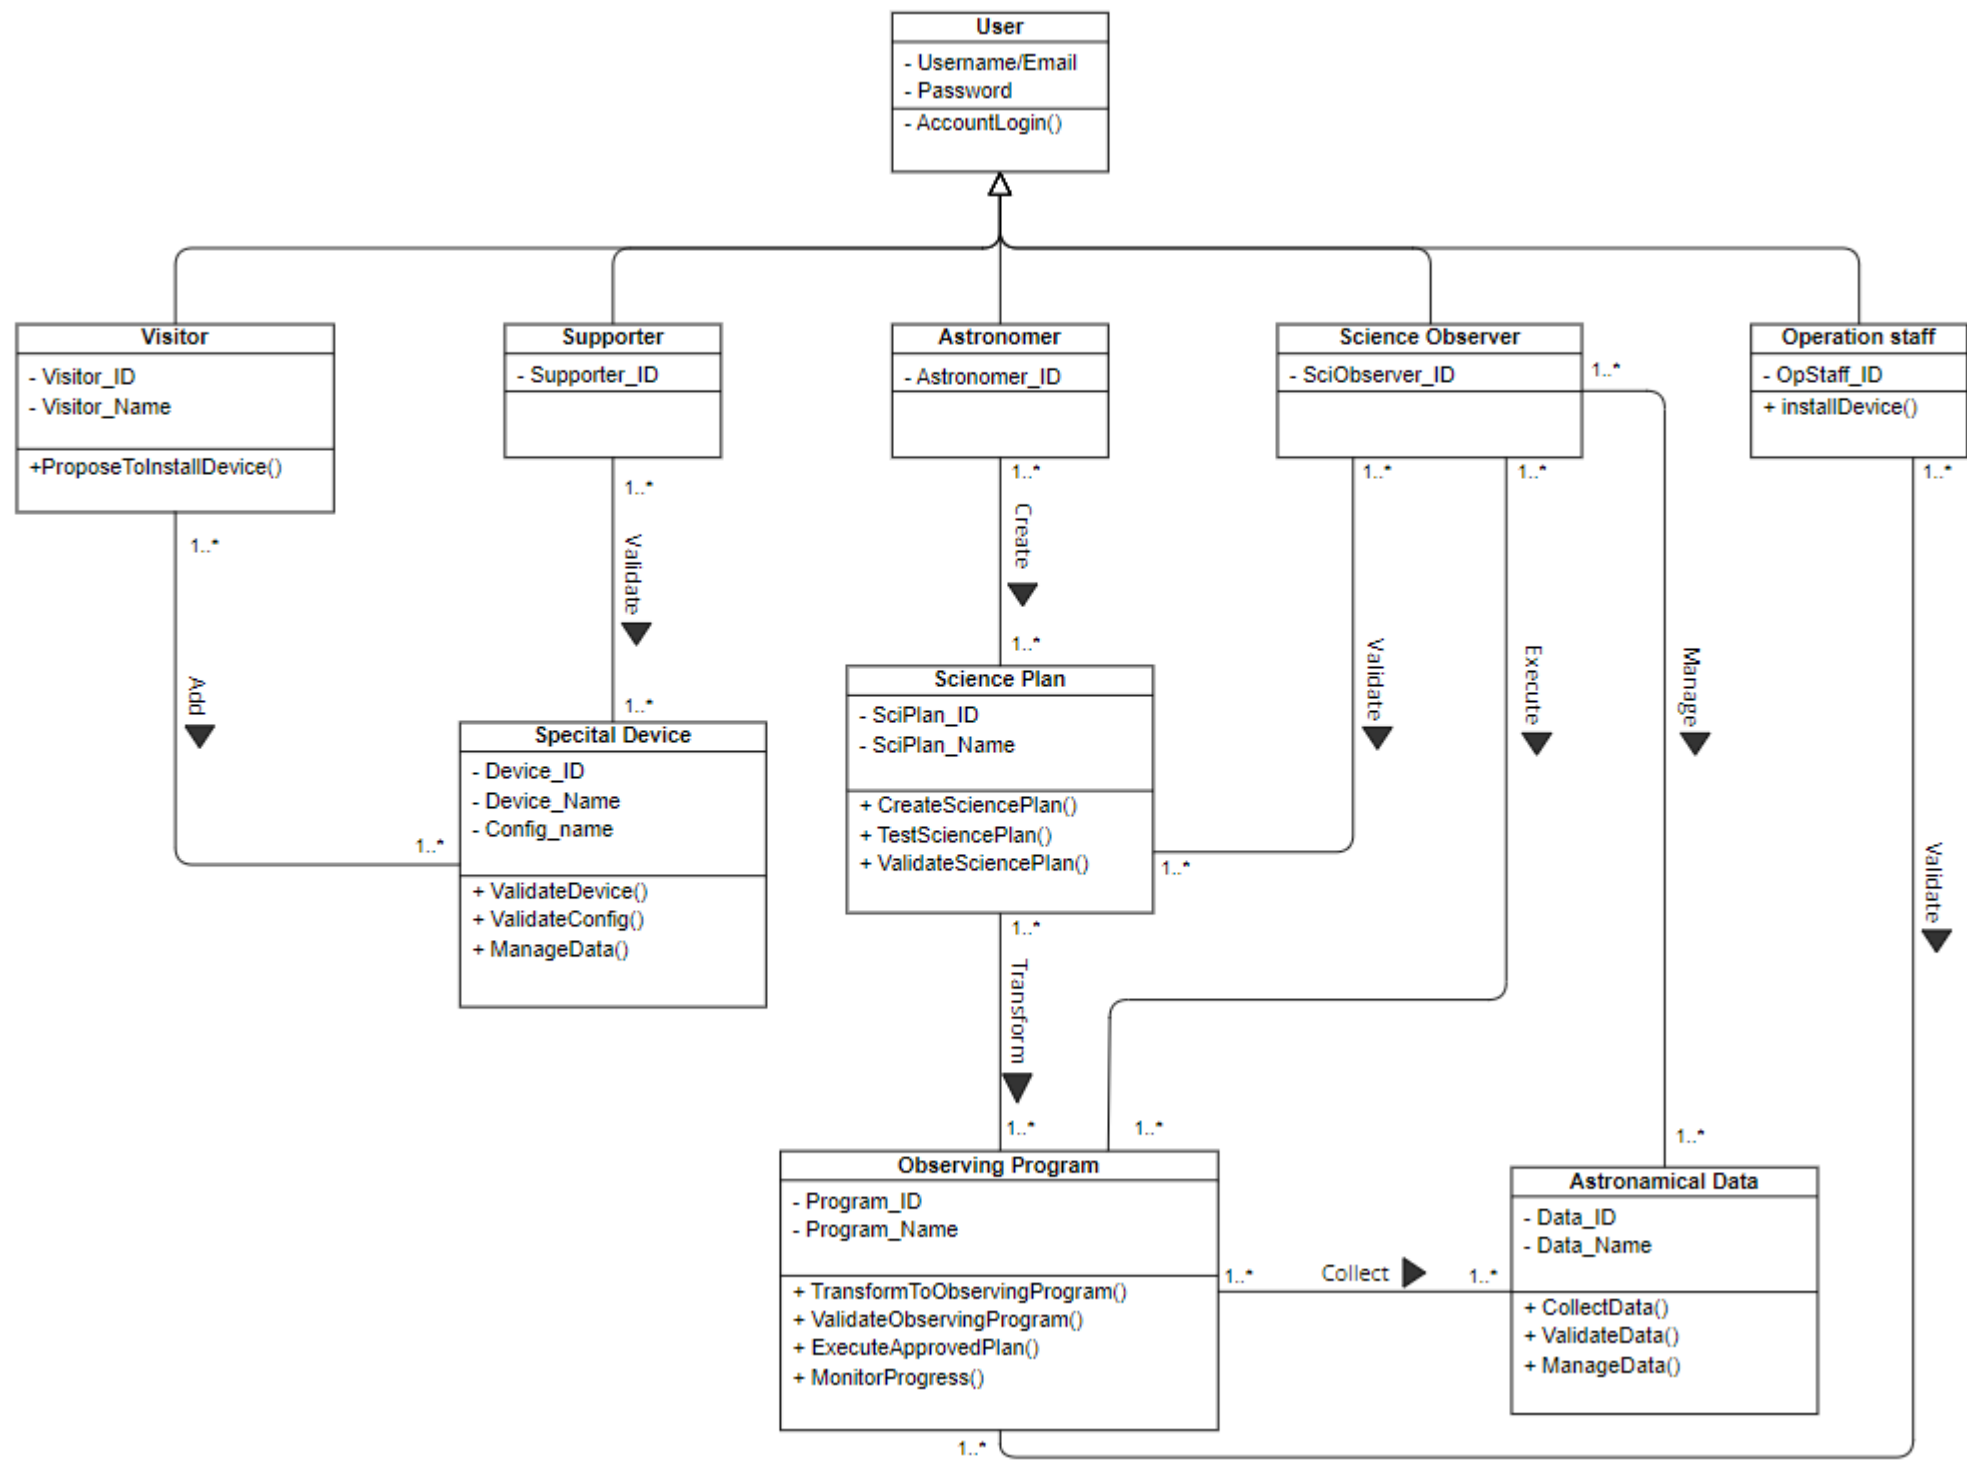 User
- Username/Email
- Password
- AccountLogin()
Visitor
- Visitor_ID
- Visitor_Name
+ProposeToInstallDevice()
1..*
Add
1..*
Supporter
- Supporter_ID
1..*
Validate
1..*
Astronomer
- Astronomer_ID
1..*
Create
1..*
Science Observer
- SciObserver_ID
1..*
1..*
1..*
Validate
Execute
Manage
Operation staff
- OpStaff_ID
+ installDevice()
1..*
Validate
Specital Device
- Device_ID
- Device_Name
- Config_name
+ ValidateDevice()
+ ValidateConfig()
+ ManageData()
Science Plan
- SciPlan_ID
- SciPlan_Name
+ CreateSciencePlan()
+ TestSciencePlan()
+ ValidateSciencePlan()
1..*
1..*
Transform
1..*
1..*
1..*
Observing Program
- Program_ID
- Program_Name
+ TransformToObservingProgram()
+ ValidateObservingProgram()
+ ExecuteApprovedPlan()
+ MonitorProgress()
1..*
1..*
Collect
1..*
Astronamical Data
- Data_ID
- Data_Name
+ CollectData()
+ ValidateData()
+ ManageData()